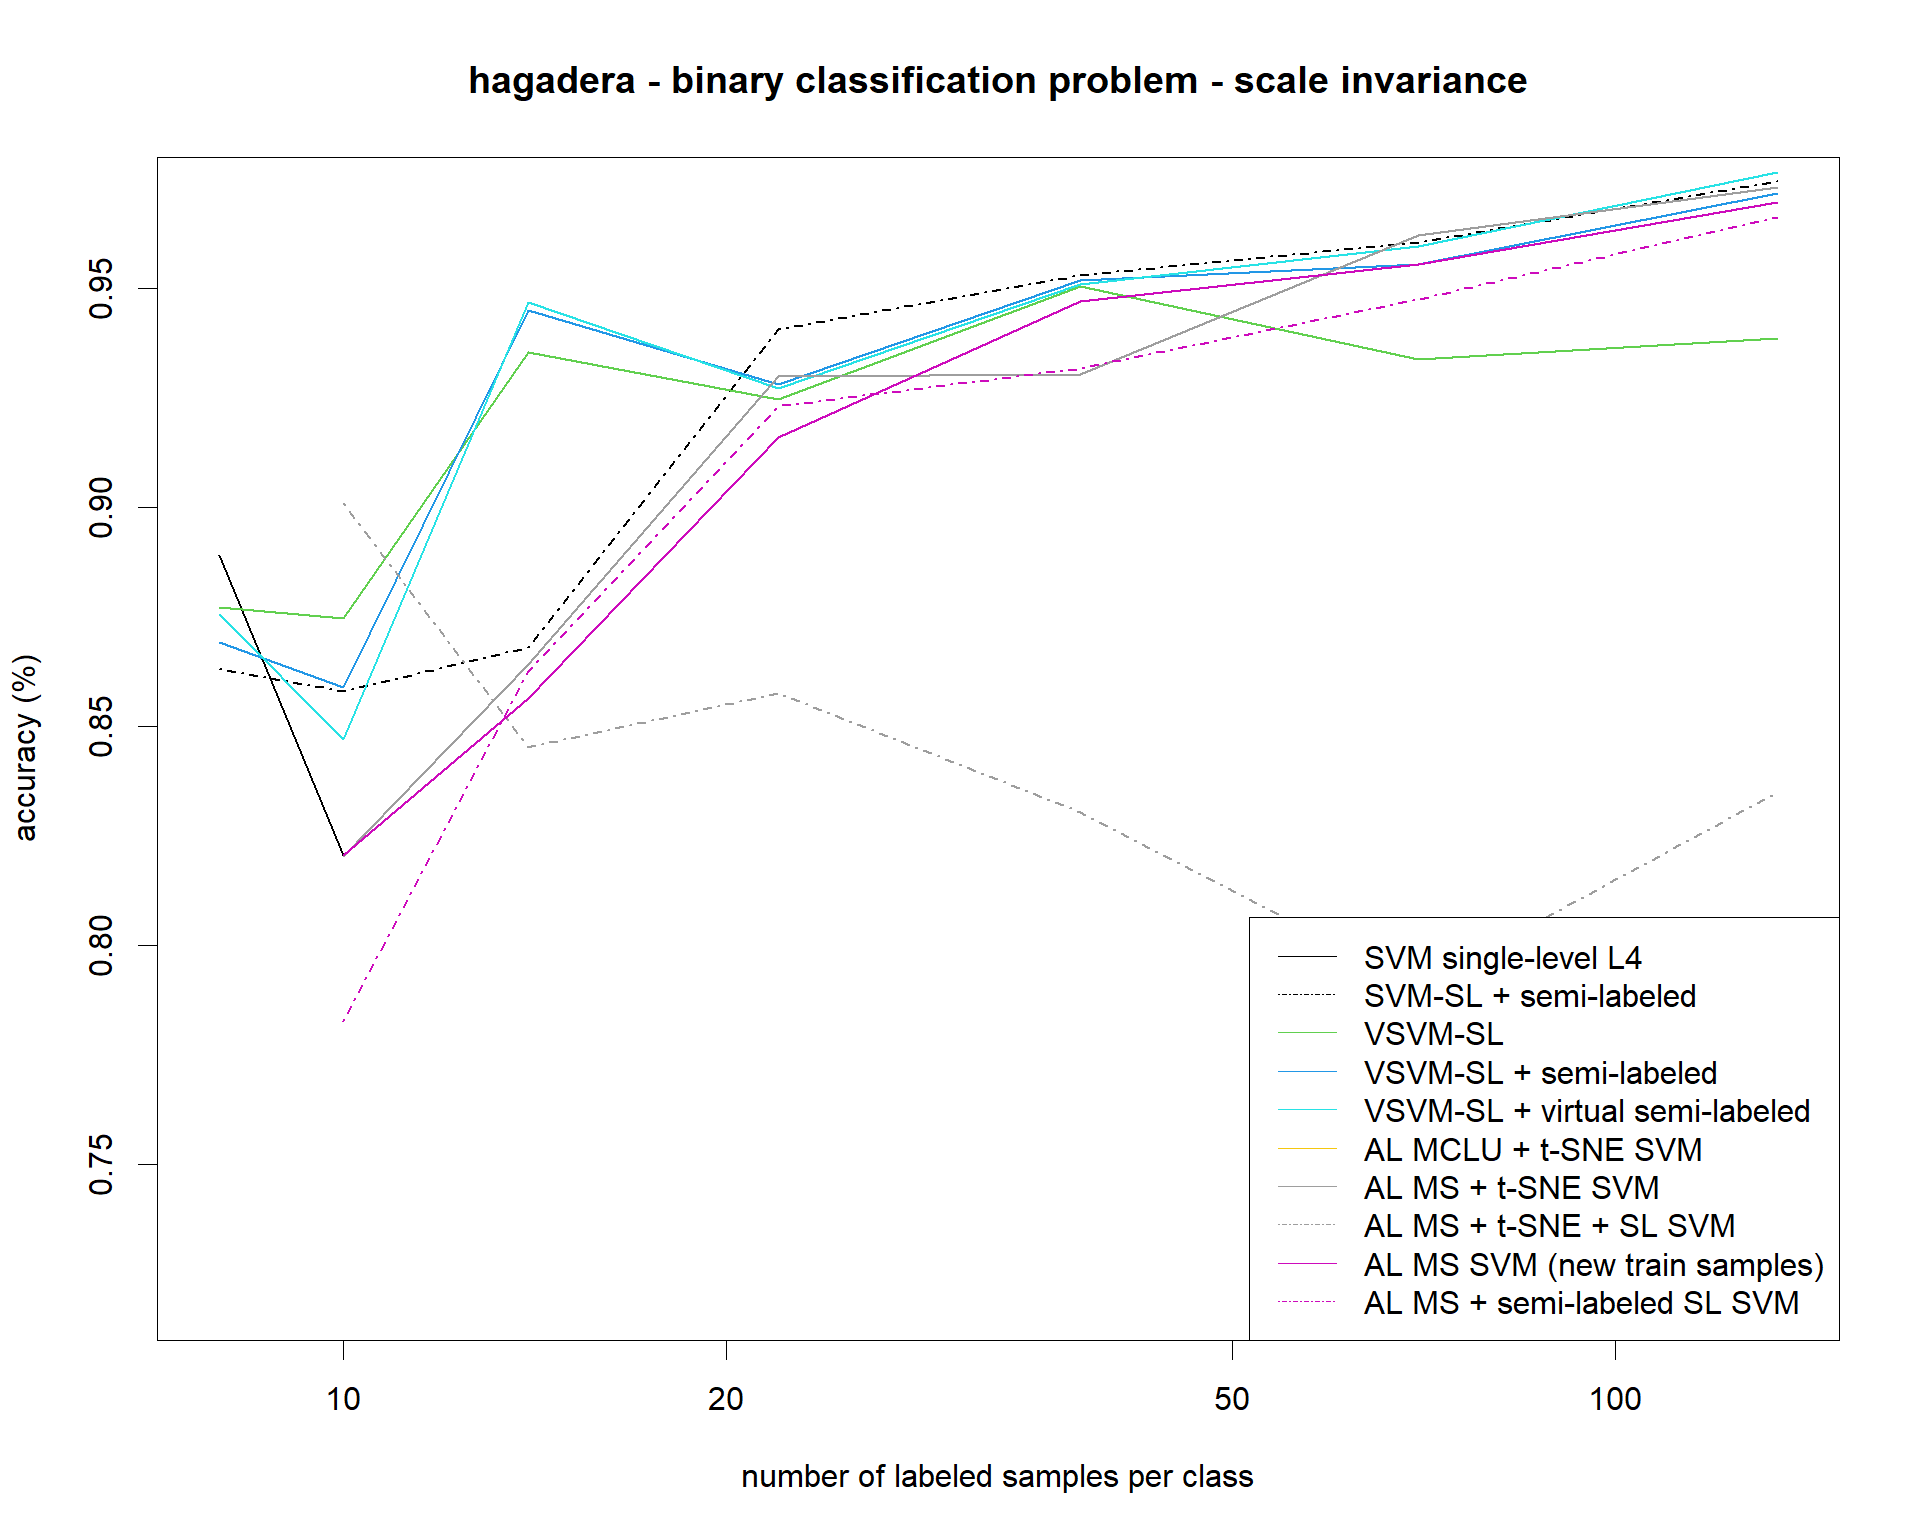 hagadera - binary classification problem - scale invariance
accuracy (%)
0.95
0.90
0.85
0.80
0.75
SVM single-level L4
SVM-SL + semi-labeled
VSVM-SL
VSVM-SL + semi-labeled
VSVM-SL + virtual semi-labeled
AL MCLU + t-SNE SVM
AL MS + t-SNE SVM
AL MS + t-SNE + SL SVM
AL MS SVM (new train samples)
AL MS + semi-labeled SL SVM
10 20 50 100
number of labeled samples per class